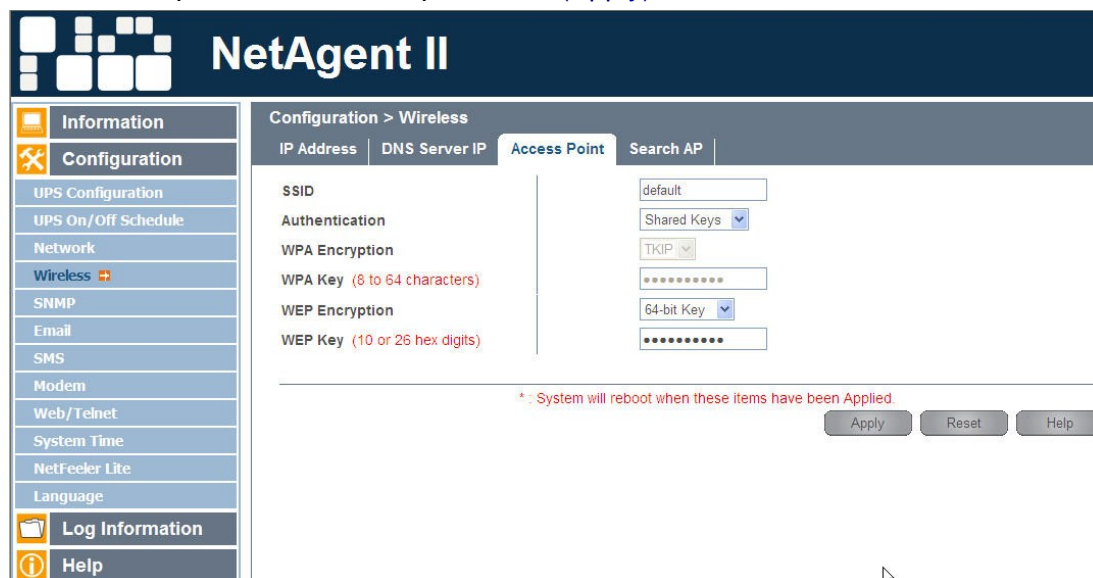 NetAgent II
Information
Configuration
UPS Configuration
UPS On/Off Schedule
Network
Wireless
SNMP
Email
SMS
Modem
Web/Telnet
System Time
NetFeeler Lite
Language
Log Information
Help
Configuration > Wireless
IP Address
DNS Server IP
Access Point
Search AP
SSID
default
Authentication
Shared Keys
WPA Encryption
TKIP
WPA Key (8 to 64 characters)
WEP Encryption
64-bit Key
WEP Key (10 or 26 hex digits)
* : System will reboot when these items have been Applied.
Apply
Reset
Help